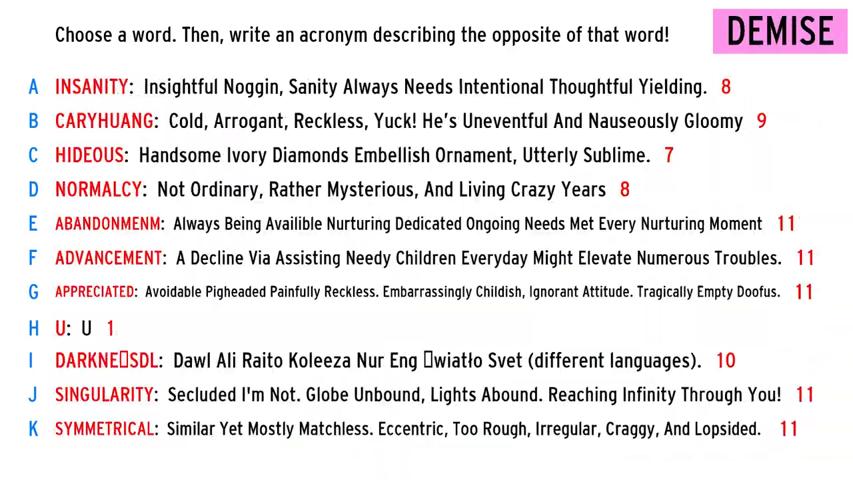 Choose a word. Then, write an acronym describing the opposite of that word!
DEMISE
A INSANITY: Insightful Noggin, Sanity Always Needs Intentional Thoughtful Yielding. 8
B CARYHUANG: Cold, Arrogant, Reckless, Yuck! He's Uneventful And Nauseously Gloomy 9
C HIDEOUS: Handsome Ivory Diamonds Embellish Ornament, Utterly Sublime. 7
D NORMALCY: Not Ordinary, Rather Mysterious, And Living Crazy Years 8
E ABANDONMENM: Always Being Availible Nurturing Dedicated Ongoing Needs Met Every Nurturing Moment 11
F ADVANCEMENT: A Decline Via Assisting Needy Children Everyday Might Elevate Numerous Troubles. 11
G APPRECIATED: Avoidable Pigheaded Painfully Reckless. Embarrassingly Childish, Ignorant Attitude. Tragically Empty Doofus. 11
H U: U 1
I DARKNE▯SDL: Dawl Ali Raito Koleeza Nur Eng ▯wiatło Svet (different languages). 10
J SINGULARITY: Secluded I'm Not. Globe Unbound, Lights Abound. Reaching Infinity Through You! 11
K SYMMETRICAL: Similar Yet Mostly Matchless. Eccentric, Too Rough, Irregular, Craggy, And Lopsided. 11